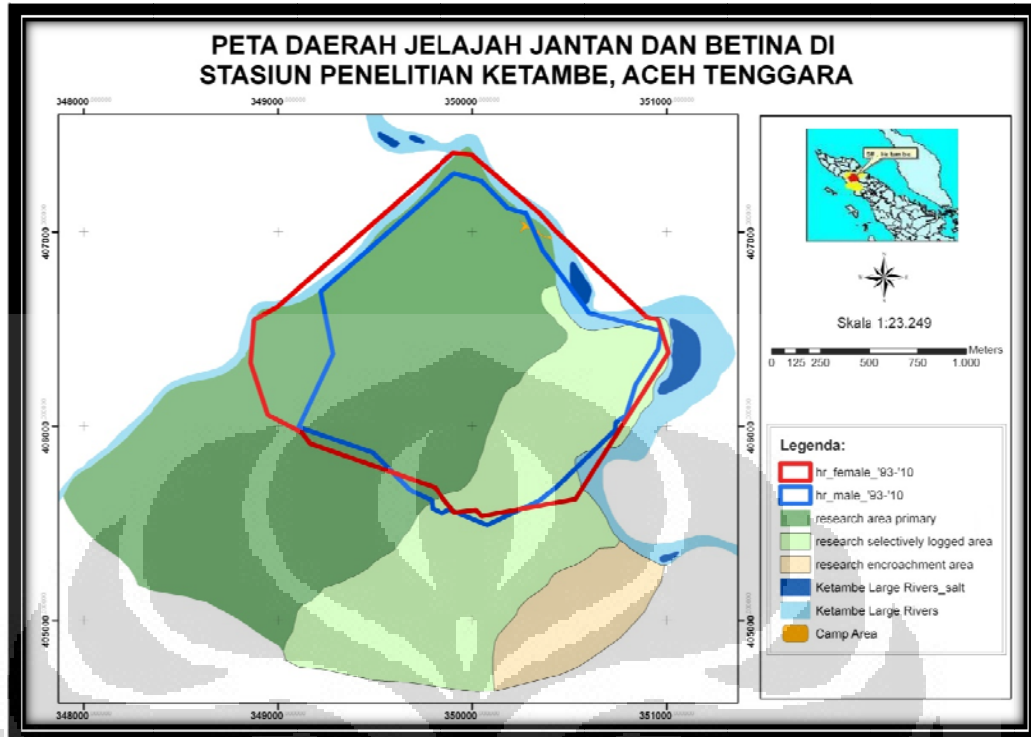 PETA DAERAH JELAJAH JANTAN DAN BETINA DI
STASIUN PENELITIAN KETAMBE, ACEH TENGGARA
348000 349000 350000 351000
407000
407000
406000
406000
405000
405000
348000 349000 350000 351000
Skala 1:23.249
Meters
0 125 250 500 750 1.000
Legenda:
hr_female_'93-'10
hr_male_'93-'10
research area primary
research selectively logged area
research encroachment area
Ketambe Large Rivers_salt
Ketambe Large Rivers
Camp Area